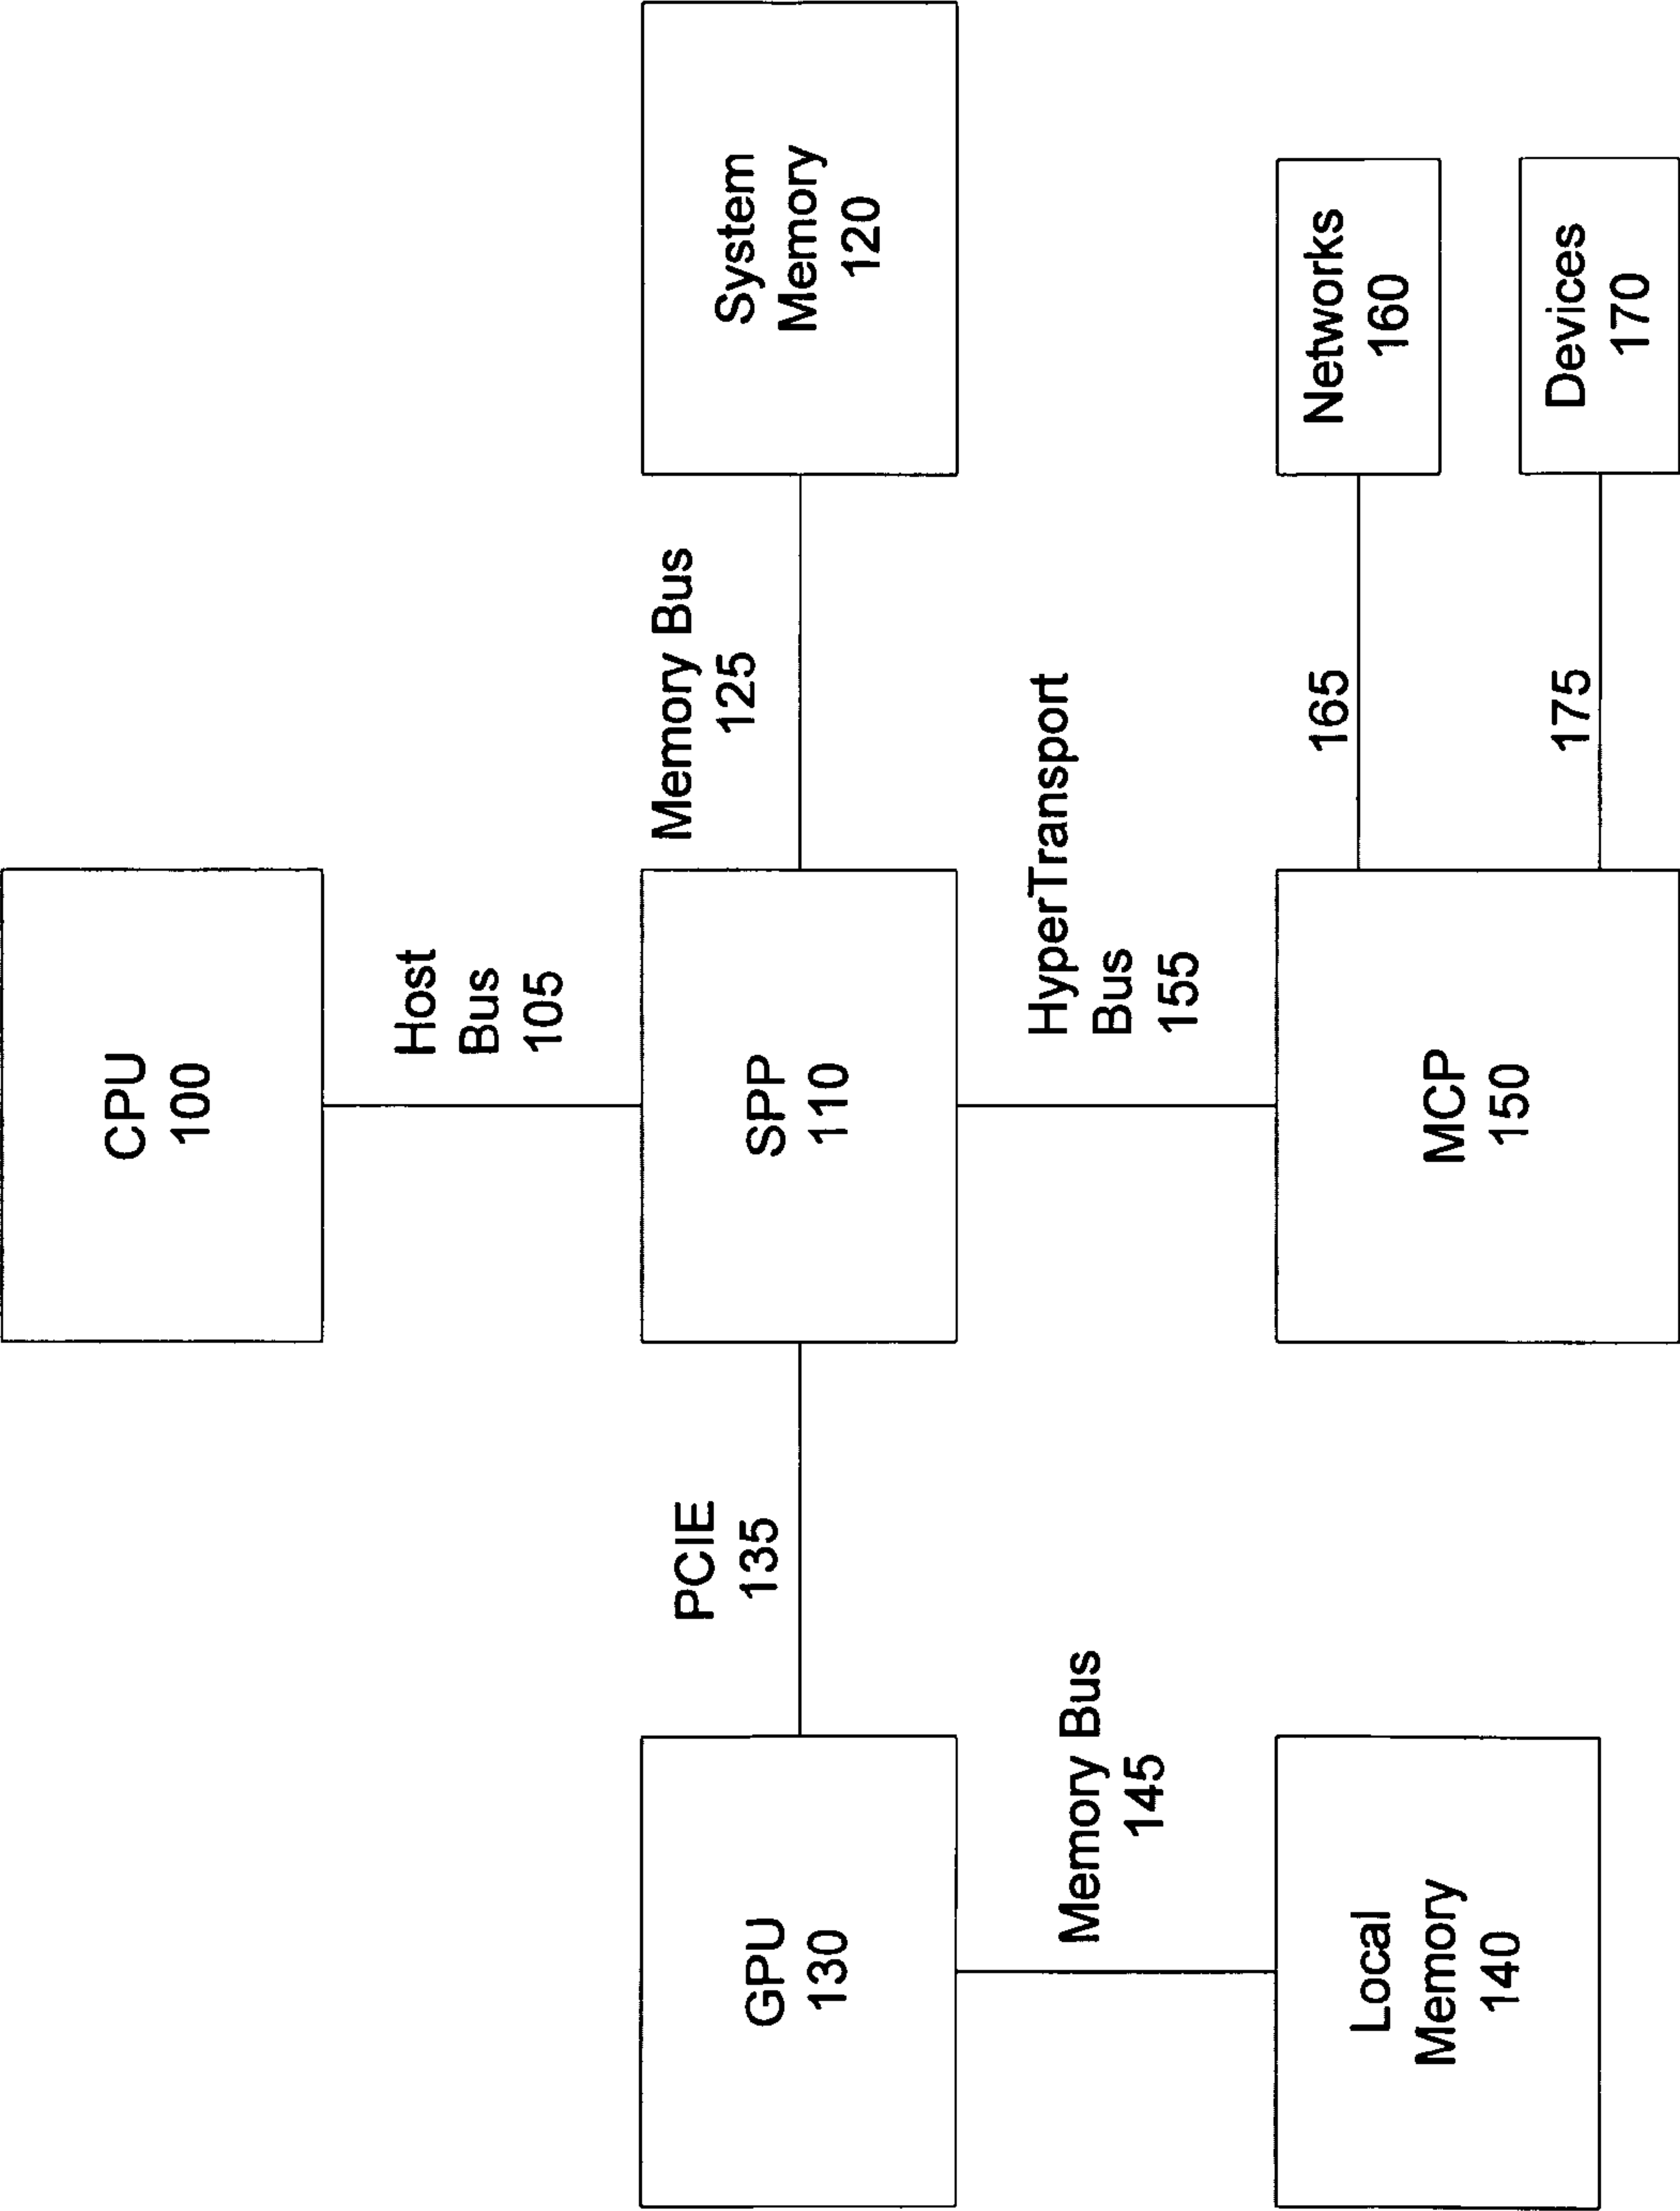 CPU
100
Host
Bus
105
GPU
130
PCIE
135
SPP
110
Memory Bus
125
System
Memory
120
Memory Bus
145
HyperTransport
Bus
155
Local
Memory
140
MCP
150
165
Networks
160
175
Devices
170